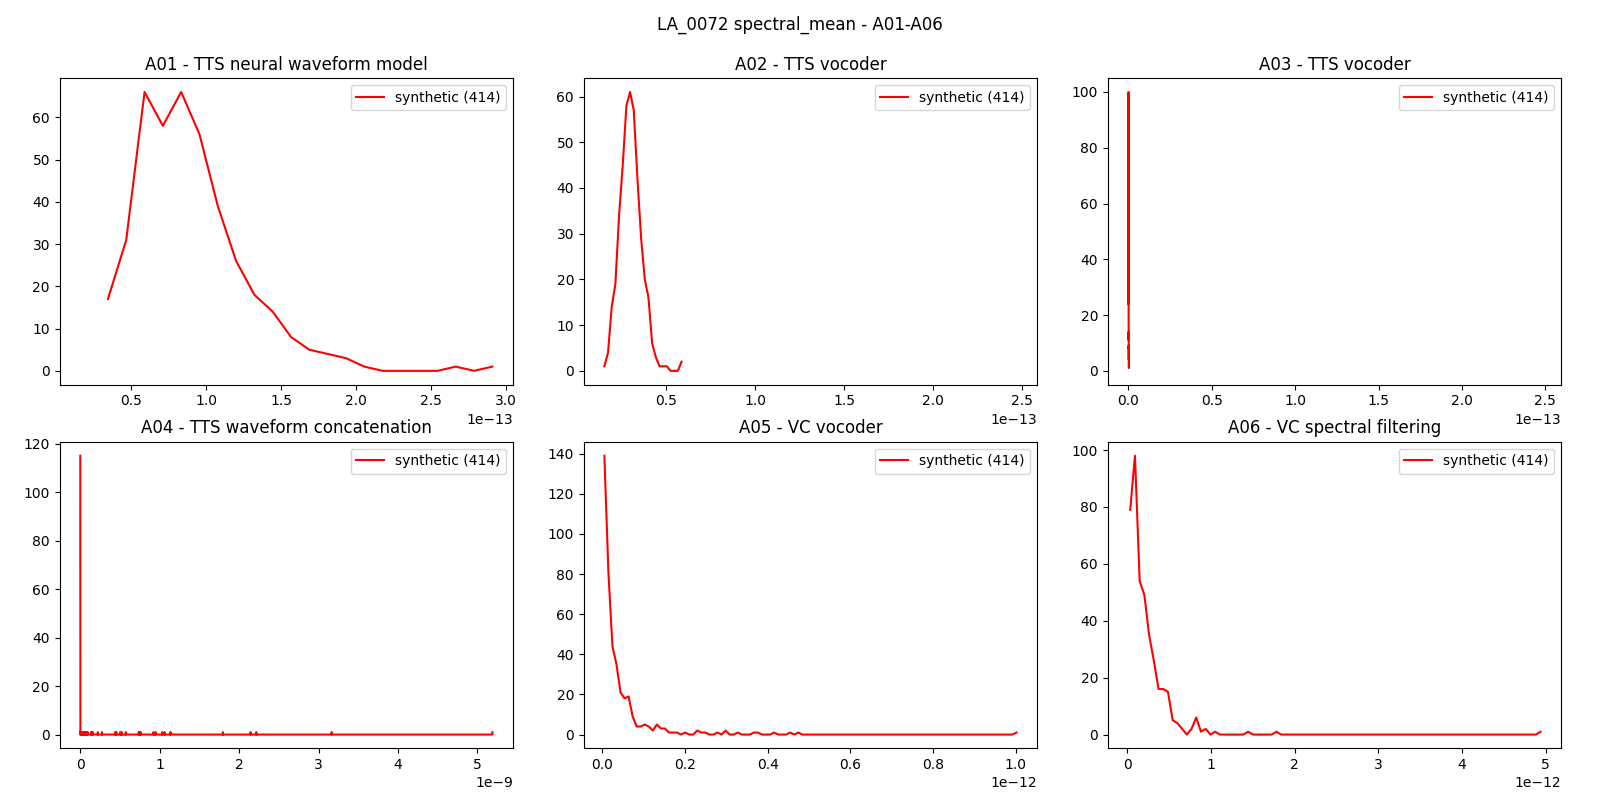 LA_0072 spectral_mean - A01-A06
A01 - TTS neural waveform model
synthetic (414)
60
50
40
30
20
10
0
0.5 1.0 1.5 2.0 2.5 3.0
1e−13
A02 - TTS vocoder
synthetic (414)
60
50
40
30
20
10
0
0.5 1.0 1.5 2.0 2.5
1e−13
A03 - TTS vocoder
synthetic (414)
100
80
60
40
20
0
0.0 0.5 1.0 1.5 2.0 2.5
1e−13
A04 - TTS waveform concatenation
synthetic (414)
120
100
80
60
40
20
0
0 1 2 3 4 5
1e−9
A05 - VC vocoder
synthetic (414)
140
120
100
80
60
40
20
0
0.0 0.2 0.4 0.6 0.8 1.0
1e−12
A06 - VC spectral filtering
synthetic (414)
100
80
60
40
20
0
0 1 2 3 4 5
1e−12